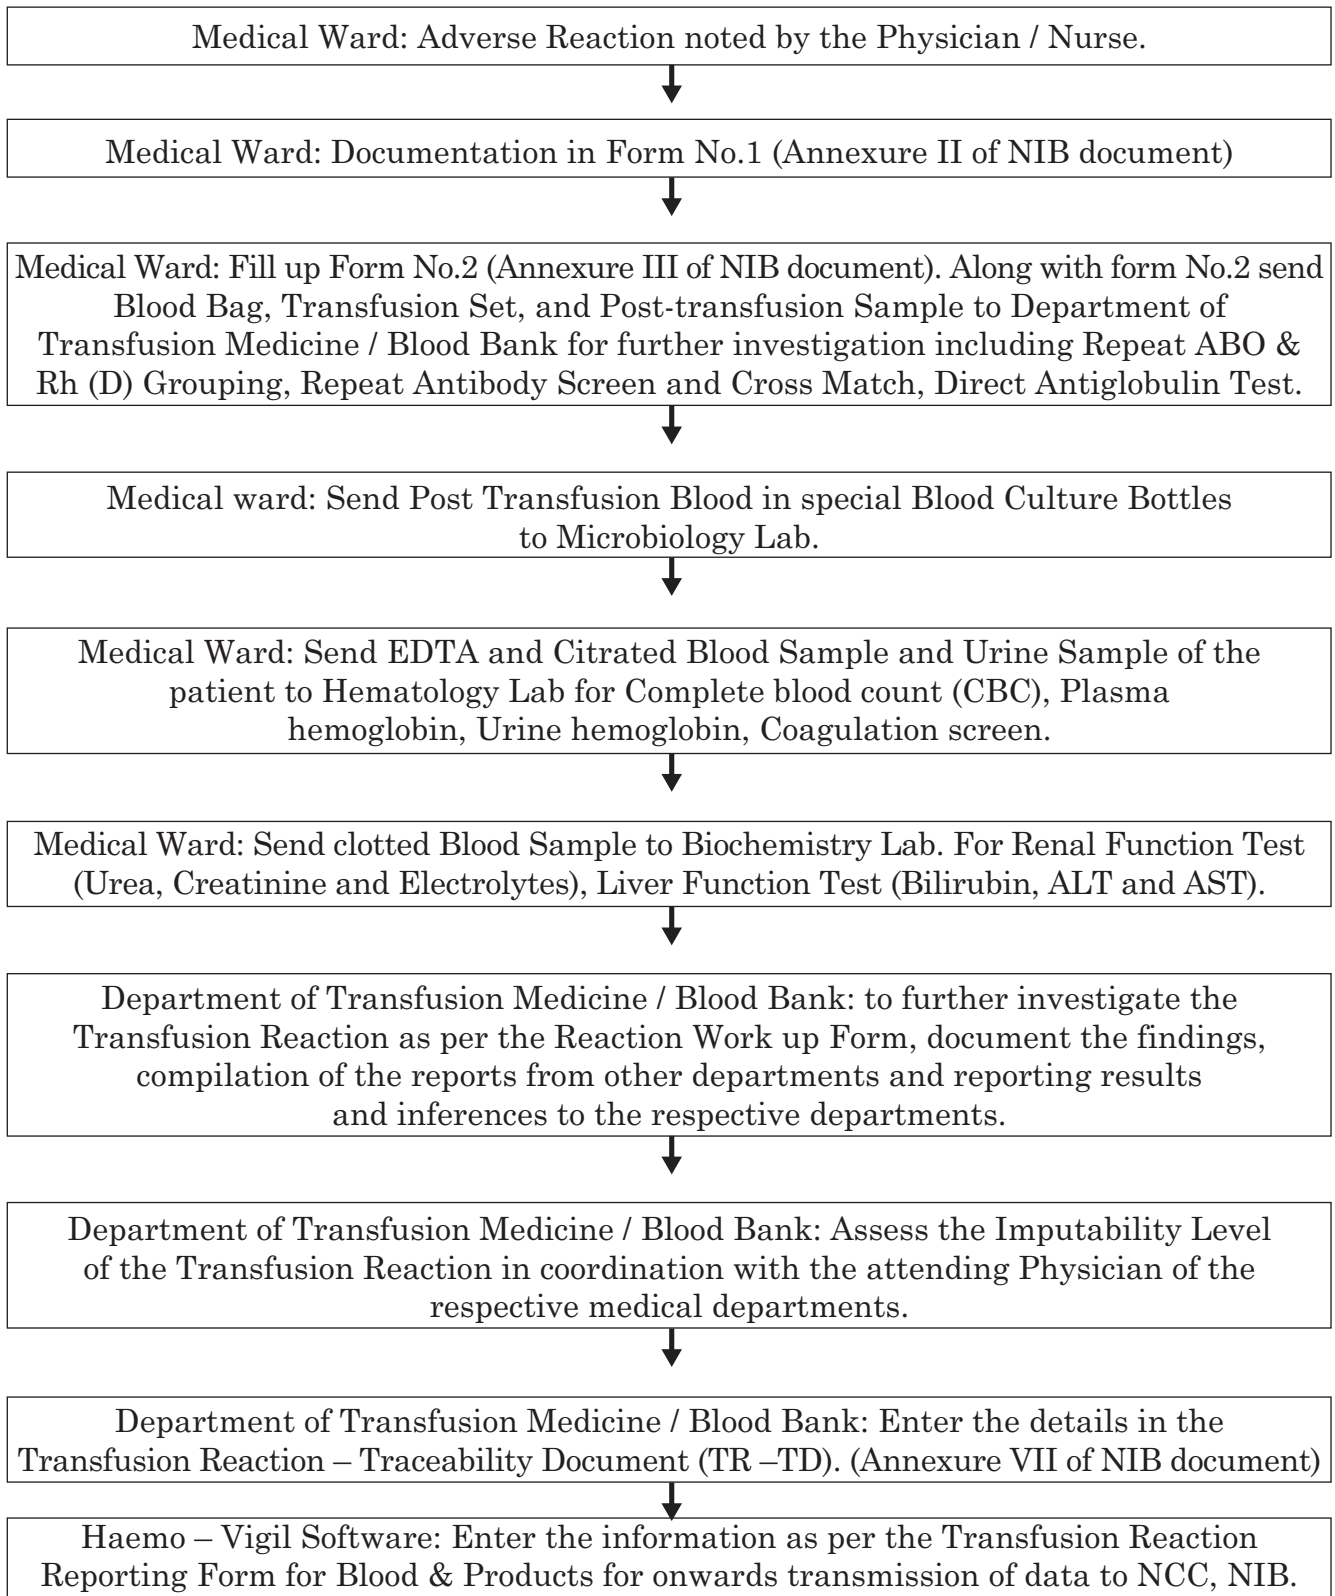 Medical Ward: Adverse Reaction noted by the Physician / Nurse.
Medical Ward: Documentation in Form No.1 (Annexure II of NIB document)
Medical Ward: Fill up Form No.2 (Annexure III of NIB document). Along with form No.2 send
Blood Bag, Transfusion Set, and Post-transfusion Sample to Department of
Transfusion Medicine / Blood Bank for further investigation including Repeat ABO &
Rh (D) Grouping, Repeat Antibody Screen and Cross Match, Direct Antiglobulin Test.
Medical ward: Send Post Transfusion Blood in special Blood Culture Bottles
to Microbiology Lab.
Medical Ward: Send EDTA and Citrated Blood Sample and Urine Sample of the
patient to Hematology Lab for Complete blood count (CBC), Plasma
hemoglobin, Urine hemoglobin, Coagulation screen.
Medical Ward: Send clotted Blood Sample to Biochemistry Lab. For Renal Function Test
(Urea, Creatinine and Electrolytes), Liver Function Test (Bilirubin, ALT and AST).
Department of Transfusion Medicine / Blood Bank: to further investigate the
Transfusion Reaction as per the Reaction Work up Form, document the findings,
compilation of the reports from other departments and reporting results
and inferences to the respective departments.
Department of Transfusion Medicine / Blood Bank: Assess the Imputability Level
of the Transfusion Reaction in coordination with the attending Physician of the
respective medical departments.
Department of Transfusion Medicine / Blood Bank: Enter the details in the
Transfusion Reaction – Traceability Document (TR –TD). (Annexure VII of NIB document)
Haemo – Vigil Software: Enter the information as per the Transfusion Reaction
Reporting Form for Blood & Products for onwards transmission of data to NCC, NIB.